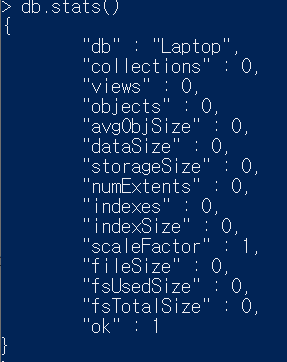 > db.stats()
{
        "db" : "Laptop",
        "collections" : 0,
        "views" : 0,
        "objects" : 0,
        "avgObjSize" : 0,
        "dataSize" : 0,
        "storageSize" : 0,
        "numExtents" : 0,
        "indexes" : 0,
        "indexSize" : 0,
        "scaleFactor" : 1,
        "fileSize" : 0,
        "fsUsedSize" : 0,
        "fsTotalSize" : 0,
        "ok" : 1
}